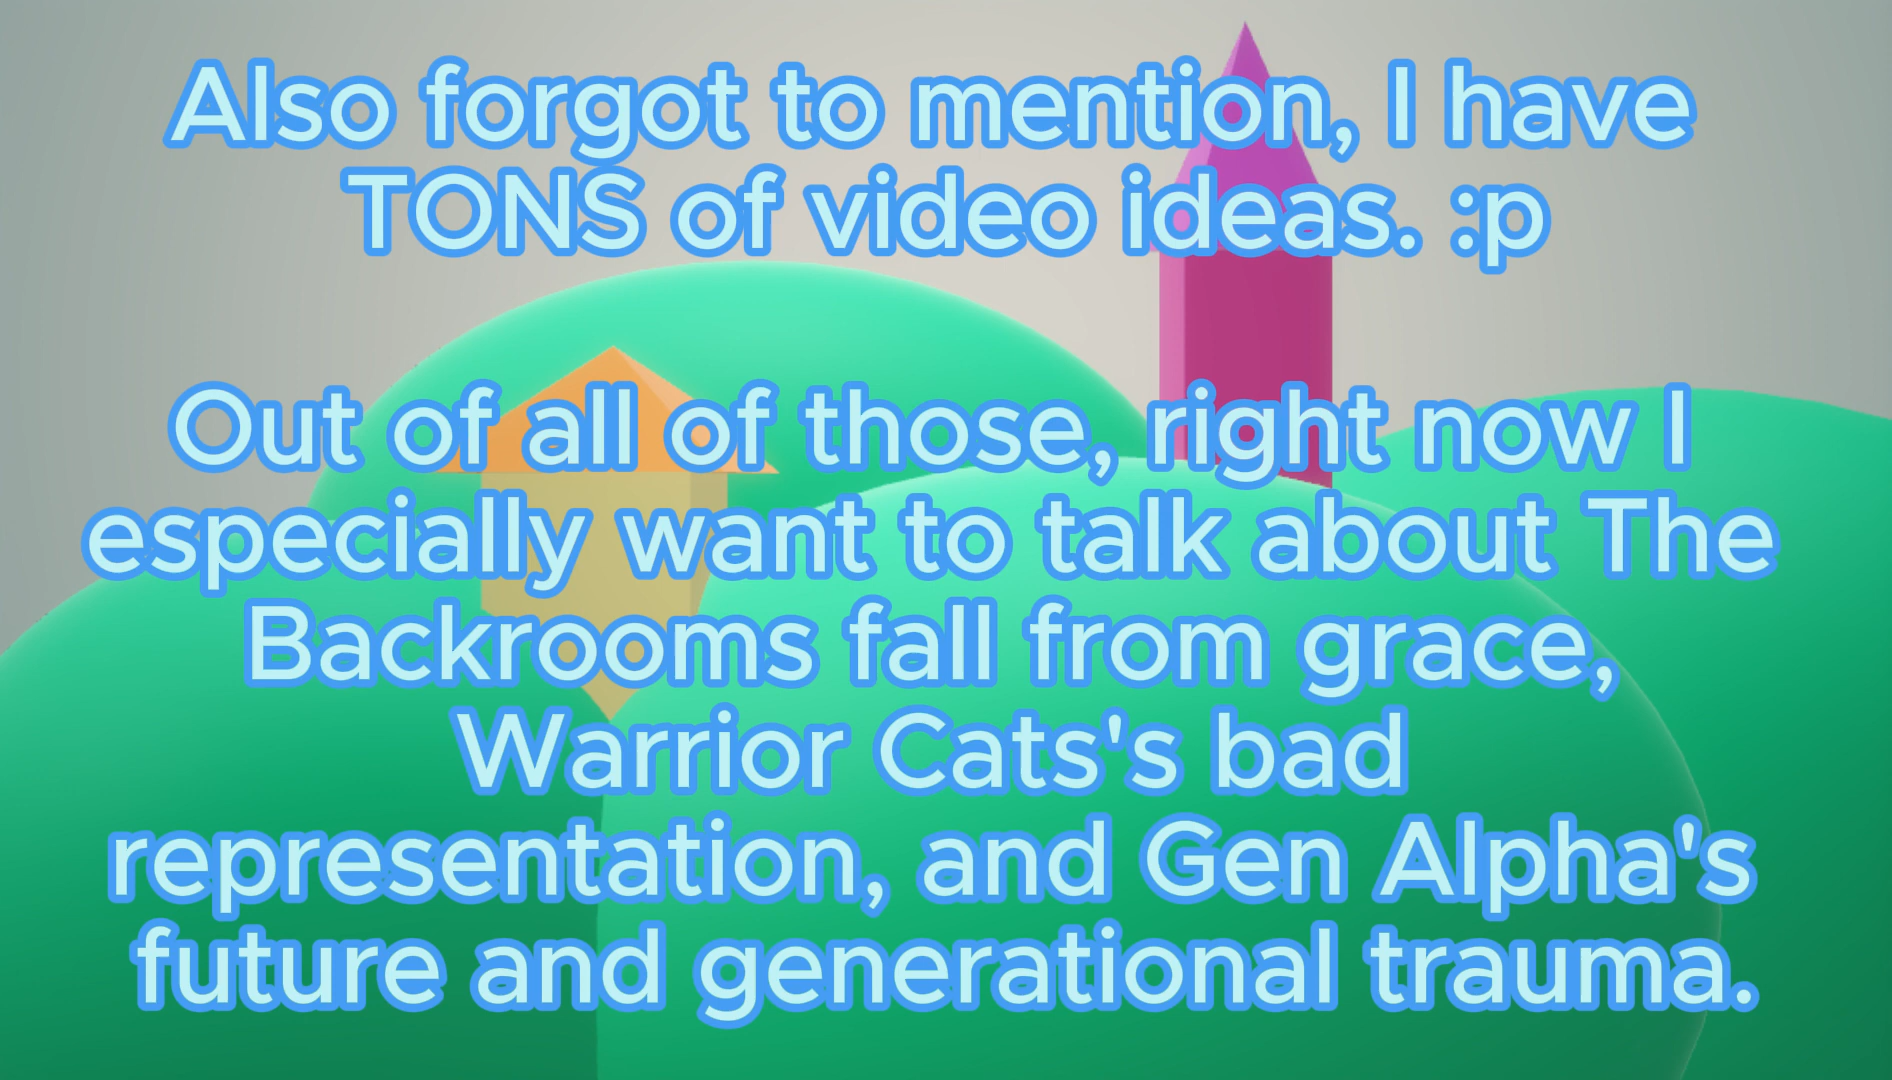 Also forgot to mention, I have
TONS of video ideas. :p
Out of all of those, right now I
especially want to talk about The
Backrooms fall from grace,
Warrior Cats's bad
representation, and Gen Alpha's
future and generational trauma.